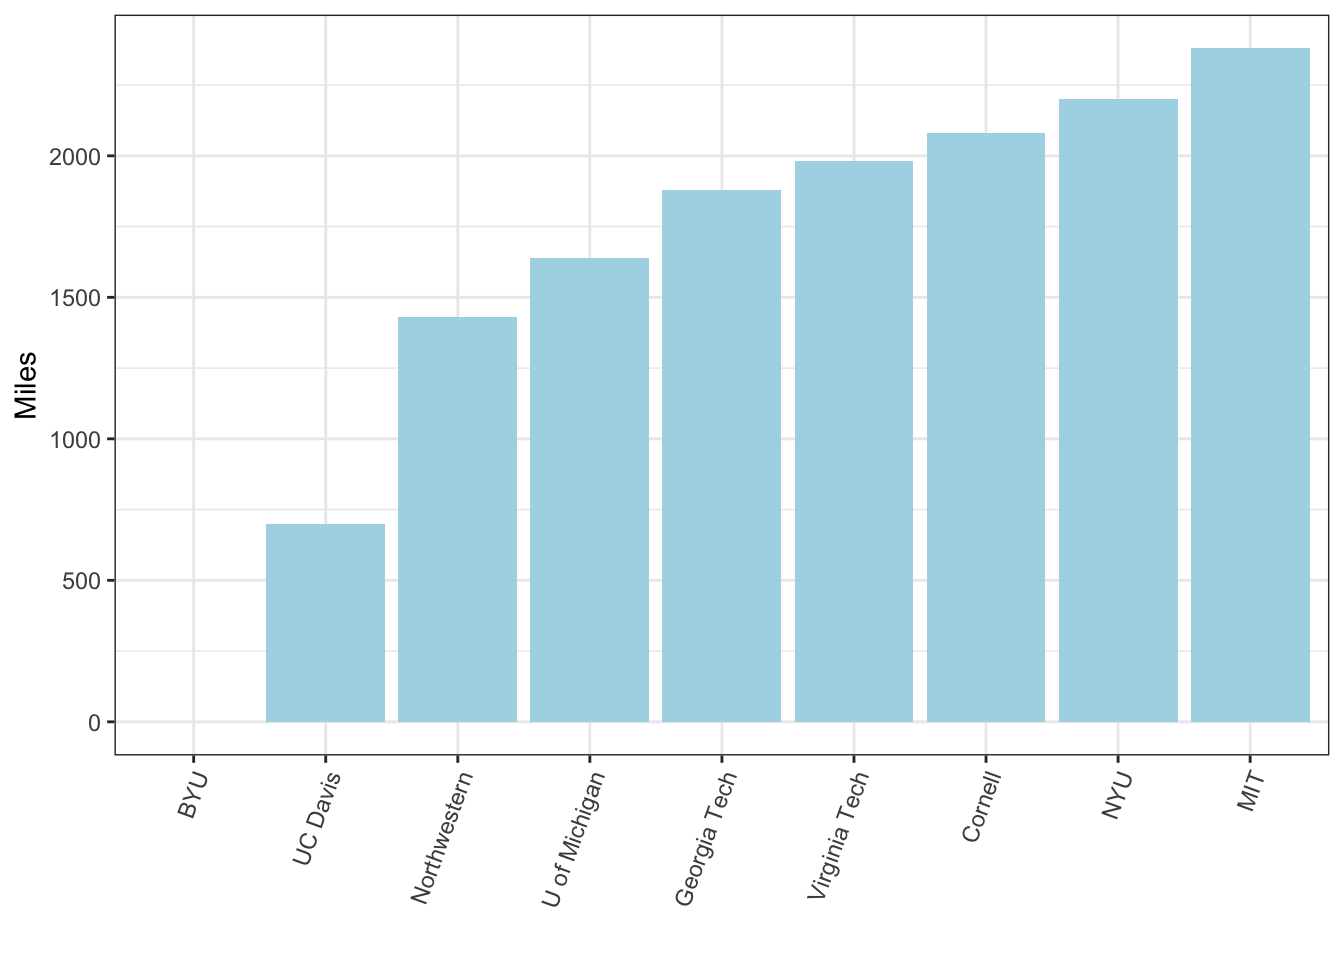 Miles
2000
1500
1000
500
0
BYU
UC Davis
Northwestern
U of Michigan
Georgia Tech
Virginia Tech
Cornell
NYU
MIT